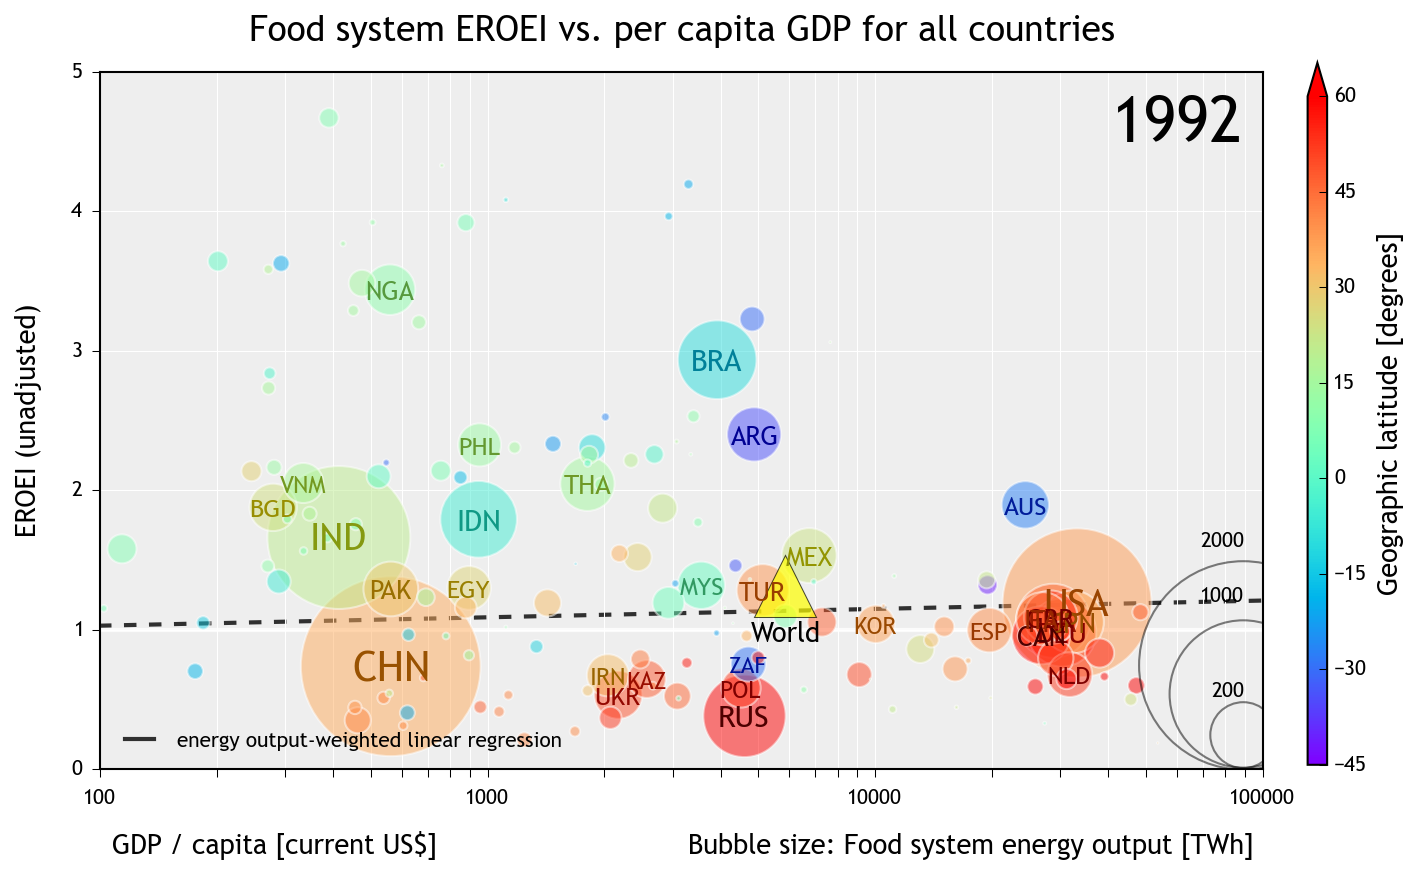 Food system EROEI vs. per capita GDP for all countries
1992
EROEI (unadjusted)
5
4
3
2
1
0
NGA
BRA
ARG
PHL
VNM
THA
BGD
IND
IDN
AUS
MEX
PAK
EGY
MYS
TUR
USA
World
KOR
ESP
CAN
GBR
CHN
IRN
KAZ
UKR
ZAF
POL
NLD
RUS
2000
1000
200
energy output-weighted linear regression
100
1000
10000
100000
GDP / capita [current US$]
Bubble size: Food system energy output [TWh]
60
45
30
15
0
−15
−30
−45
Geographic latitude [degrees]